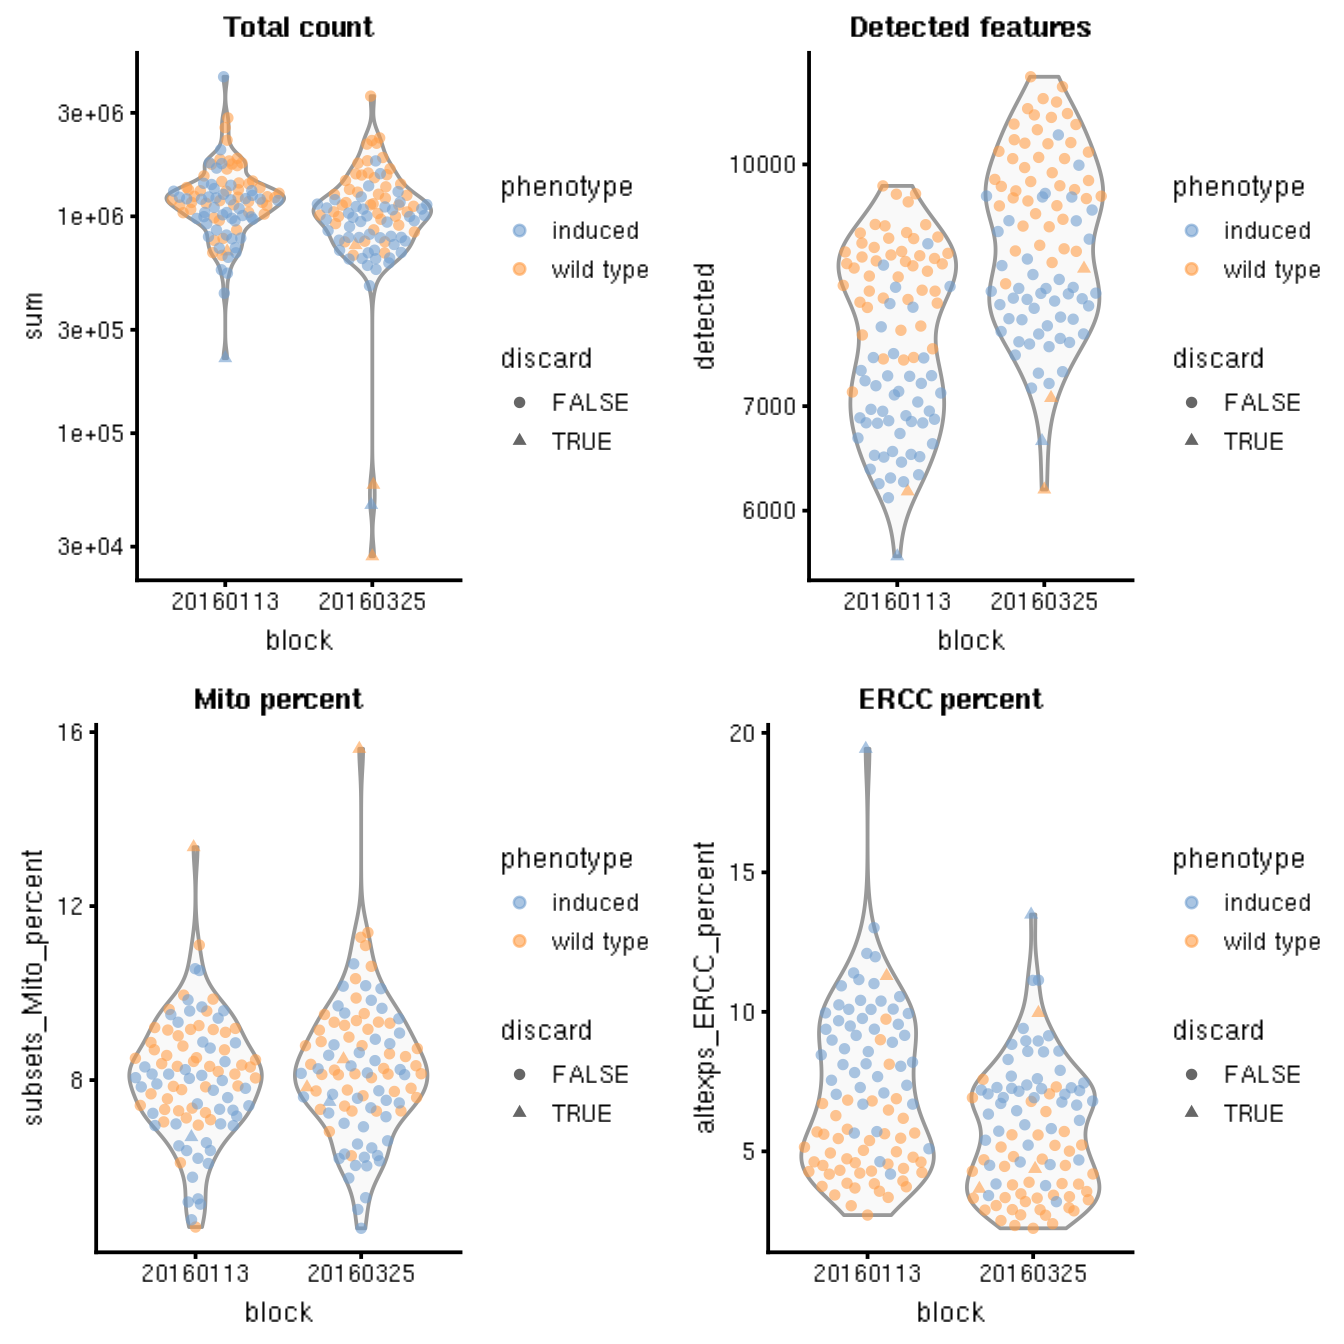 Total count
3e+06
1e+06
3e+05
1e+05
3e+04
sum
20160113 20160325
block
phenotype
induced
wild type
discard
FALSE
TRUE
Detected features
10000
7000
6000
detected
20160113 20160325
block
phenotype
induced
wild type
discard
FALSE
TRUE
Mito percent
16
12
8
subsets_Mito_percent
20160113 20160325
block
phenotype
induced
wild type
discard
FALSE
TRUE
ERCC percent
20
15
10
5
altexps_ERCC_percent
20160113 20160325
block
phenotype
induced
wild type
discard
FALSE
TRUE